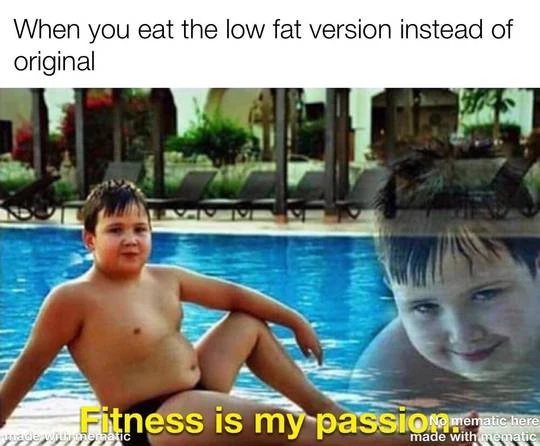 When you eat the low fat version instead of
original
Fitness is my passion.
No mematic here
made with mematic
made with mematic